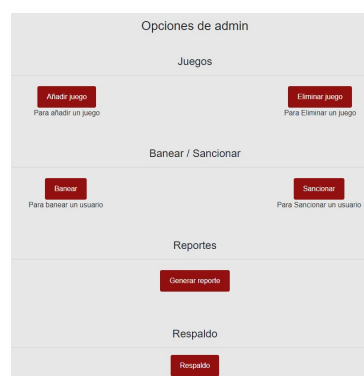 Opciones de admin
Juegos
Añadir juego
Eliminar juego
Para añadir un juego
Para Eliminar un juego
Banear / Sancionar
Banear
Sancionar
Para banear un usuario
Para Sancionar un usuario
Reportes
Generar reporte
Respaldo
Respaldo